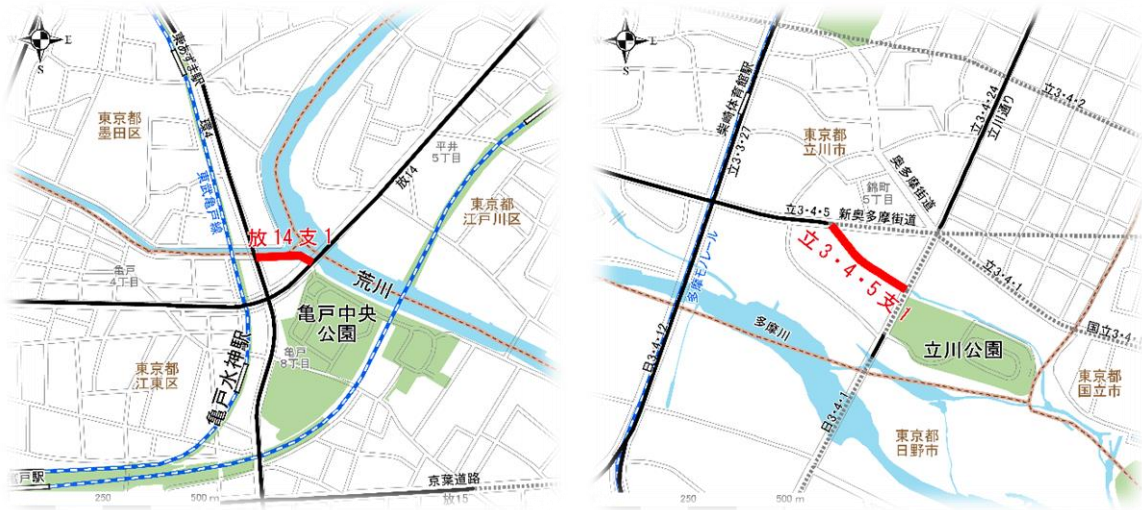 E
S
東あずま駅
環4
東武亀戸線
東京都
墨田区
平井
5丁目
放14
東京都
江戸川区
放14支1
亀戸
4丁目
荒川
亀戸中央
公園
亀戸
8丁目
亀戸水神駅
東京都
江東区
戸駅
京葉道路
放15
250
500 m
E
S
柴崎体育館駅
立3・3・27
東京都
立川市
立3・4・24
立川通り
立3・4・2
奥多摩街道
錦町
5丁目
立3・4・5 新奥多摩街道
立3・4・5支1
立3・4・1
国立3・4・
多摩モノレール
日3・4・12
多摩川
立川公園
東京都
国立市
日3・4・1
東京都
日野市
250
500 m